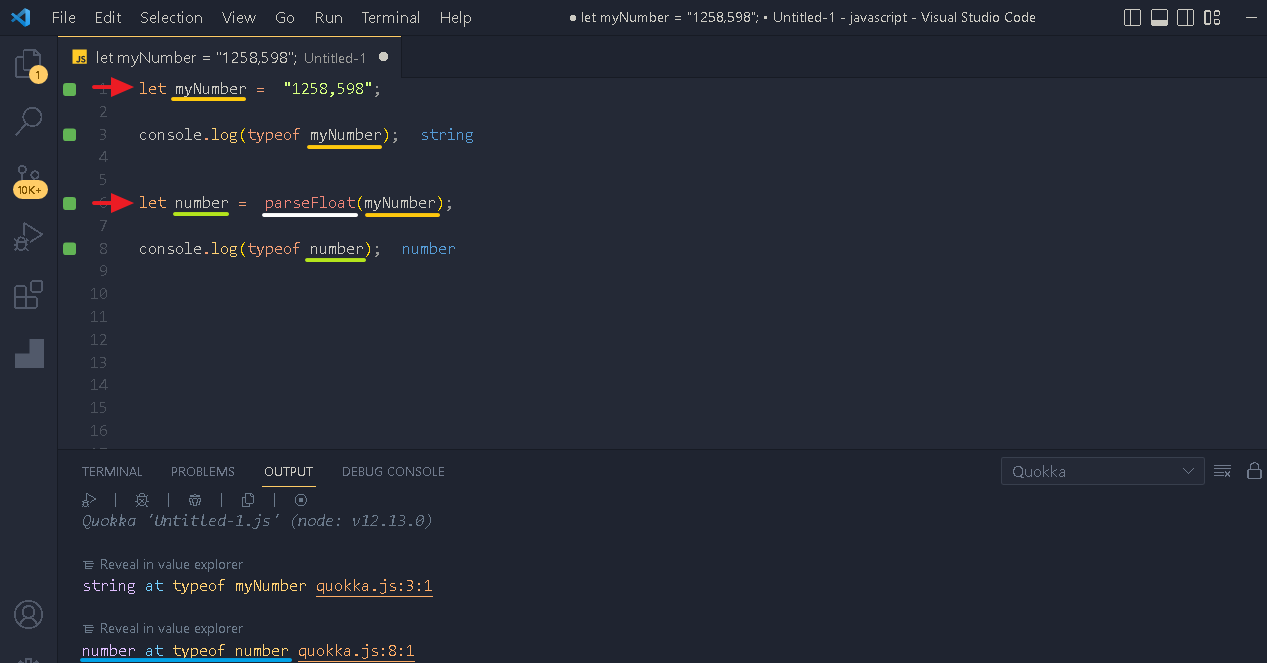 File Edit Selection View Go Run Terminal Help ● let myNumber = "1258,598"; • Untitled-1 - javascript - Visual Studio Code
JS let myNumber = "1258,598"; Untitled-1 ●
1
10K+
1 let myNumber = "1258,598";
2
3 console.log(typeof myNumber); string
4
5
6 let number = parseFloat(myNumber);
7
8 console.log(typeof number); number
9
10
11
12
13
14
15
16
TERMINAL PROBLEMS OUTPUT DEBUG CONSOLE Quokka
Quokka 'Untitled-1.js' (node: v12.13.0)
Reveal in value explorer
string at typeof myNumber quokka.js:3:1
Reveal in value explorer
number at typeof number quokka.js:8:1